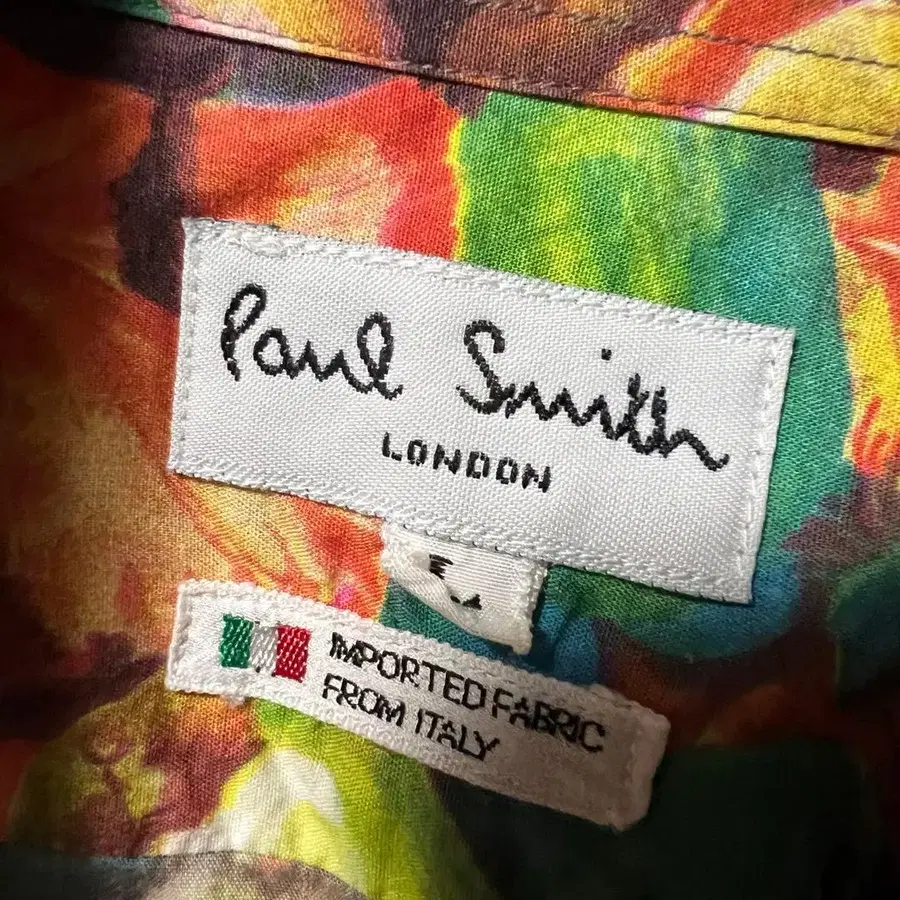 Paul Smith
LONDON
IMPORTED FABRIC
FROM ITALY